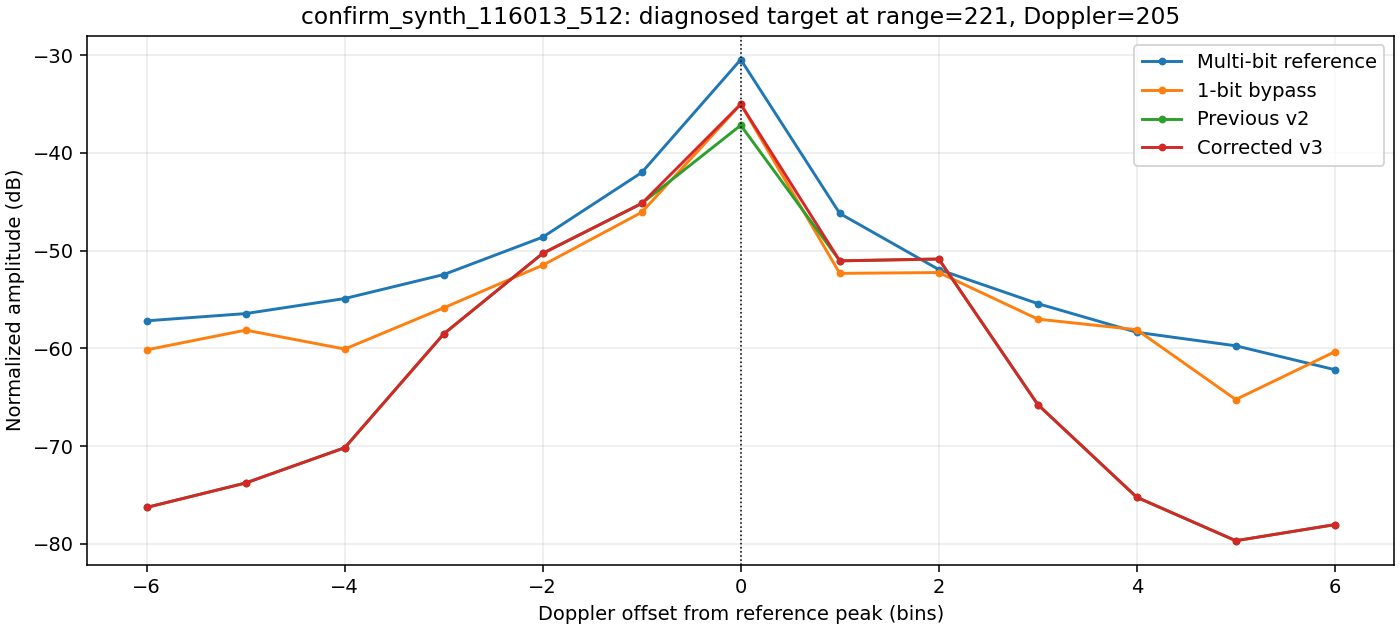 confirm_synth_116013_512: diagnosed target at range=221, Doppler=205
Multi-bit reference
1-bit bypass
Previous v2
Corrected v3
Normalized amplitude (dB)
−30
−40
−50
−60
−70
−80
−6
−4
−2
0
2
4
6
Doppler offset from reference peak (bins)